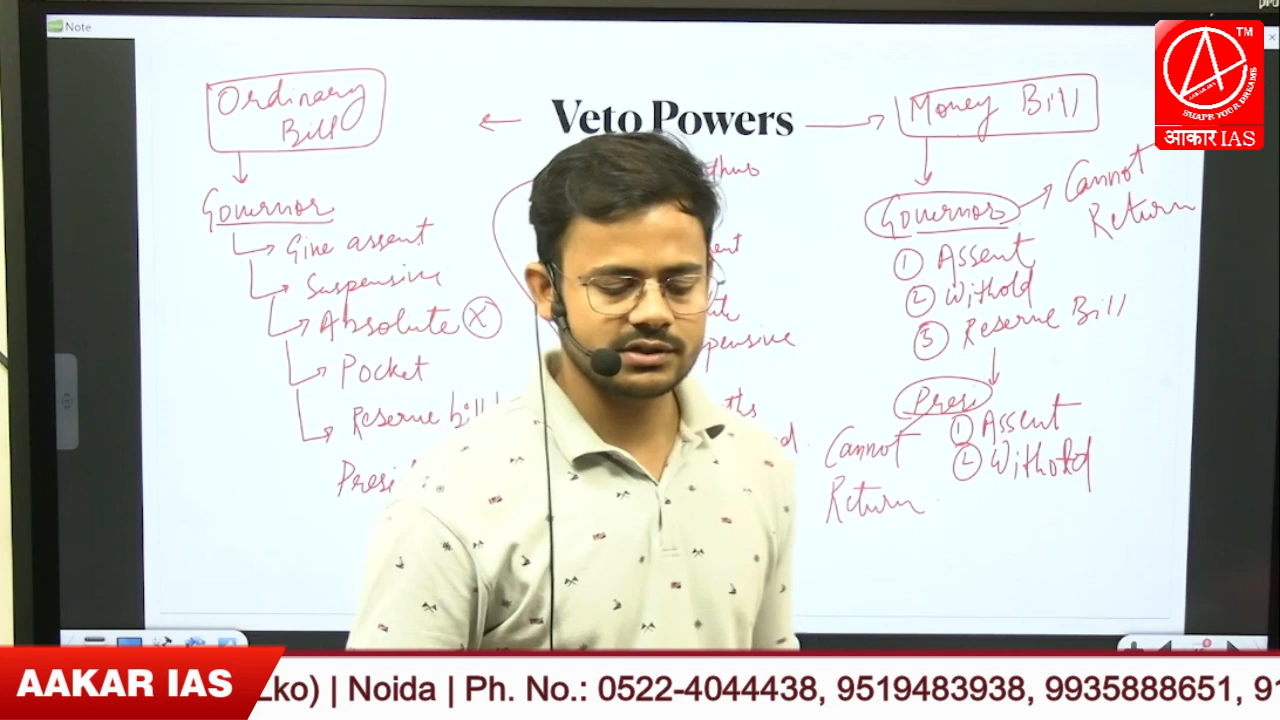 Note
Veto Powers
Ordinary
Bill
Governor
Give assent
Suspensive
Absolute X
Pocket
Reserve bill
Money Bill
Governor
Cannot
Return
1 Assent
2 Withold
3 Reserve Bill
Presi
1 Assent
2 Withold
Cannot
Return
TM
SHAPE YOUR DREAMS
आकार IAS
AAKAR IAS
Lko) | Noida | Ph. No.: 0522-4044438, 9519483938, 9935888651, 91